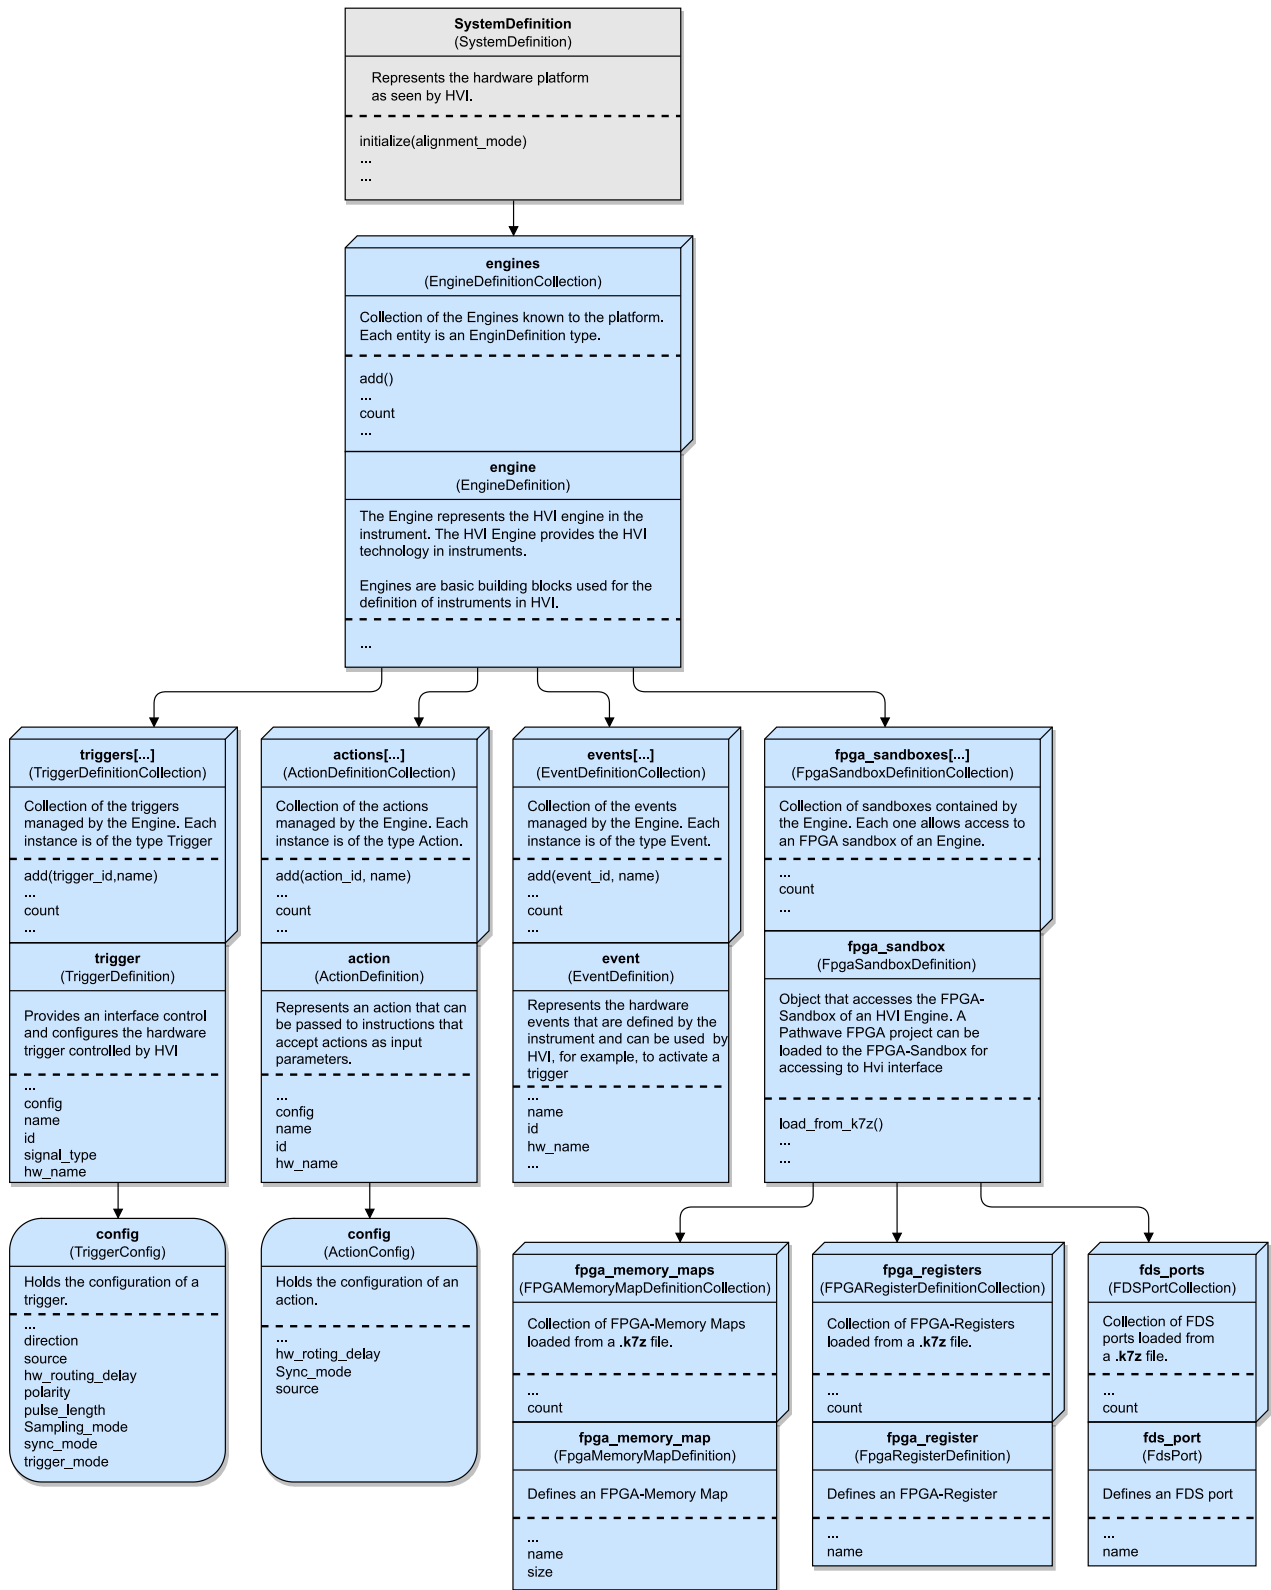 SystemDefinition
(SystemDefinition)
Represents the hardware platform
as seen by HVI.
initialize(alignment_mode)
...
...
engines
(EngineDefinitionCollection)
Collection of the Engines known to the platform.
Each entity is an EnginDefinition type.
add()
...
count
...
engine
(EngineDefinition)
The Engine represents the HVI engine in the
instrument. The HVI Engine provides the HVI
technology in instruments.
Engines are basic building blocks used for the
definition of instruments in HVI.
...
triggers[...]
(TriggerDefinitionCollection)
Collection of the triggers
managed by the Engine. Each
instance is of the type Trigger
add(trigger_id,name)
...
count
...
trigger
(TriggerDefinition)
Provides an interface control
and configures the hardware
trigger controlled by HVI
...
config
name
id
signal_type
hw_name
config
(TriggerConfig)
Holds the configuration of a
trigger.
...
direction
source
hw_routing_delay
polarity
pulse_length
Sampling_mode
sync_mode
trigger_mode
actions[...]
(ActionDefinitionCollection)
Collection of the actions
managed by the Engine. Each
instance is of the type Action.
add(action_id, name)
...
count
...
action
(ActionDefinition)
Represents an action that can
be passed to instructions that
accept actions as input
parameters.
...
config
name
id
hw_name
config
(ActionConfig)
Holds the configuration of an
action.
...
hw_roting_delay
Sync_mode
source
events[...]
(EventDefinitionCollection)
Collection of the events
managed by the Engine. Each
instance is of the type Event.
add(event_id, name)
...
count
...
event
(EventDefinition)
Represents the hardware
events that are defined by the
instrument and can be used by
HVI, for example, to activate a
trigger
...
name
id
hw_name
...
fpga_sandboxes[...]
(FpgaSandboxDefinitionCollection)
Collection of sandboxes contained by
the Engine. Each one allows access to
an FPGA sandbox of an Engine.
...
count
...
fpga_sandbox
(FpgaSandboxDefinition)
Object that accesses the FPGA-
Sandbox of an HVI Engine. A
Pathwave FPGA project can be
loaded to the FPGA-Sandbox for
accessing to Hvi interface
load_from_k7z()
...
...
fpga_memory_maps
(FPGAMemoryMapDefinitionCollection)
Collection of FPGA-Memory Maps
loaded from a .k7z file.
...
count
fpga_memory_map
(FpgaMemoryMapDefinition)
Defines an FPGA-Memory Map
...
name
size
fpga_registers
(FPGARegisterDefinitionCollection)
Collection of FPGA-Registers
loaded from a .k7z file.
...
count
fpga_register
(FpgaRegisterDefinition)
Defines an FPGA-Register
...
name
fds_ports
(FDSPortCollection)
Collection of FDS
ports loaded from
a .k7z file.
...
count
fds_port
(FdsPort)
Defines an FDS port
...
name